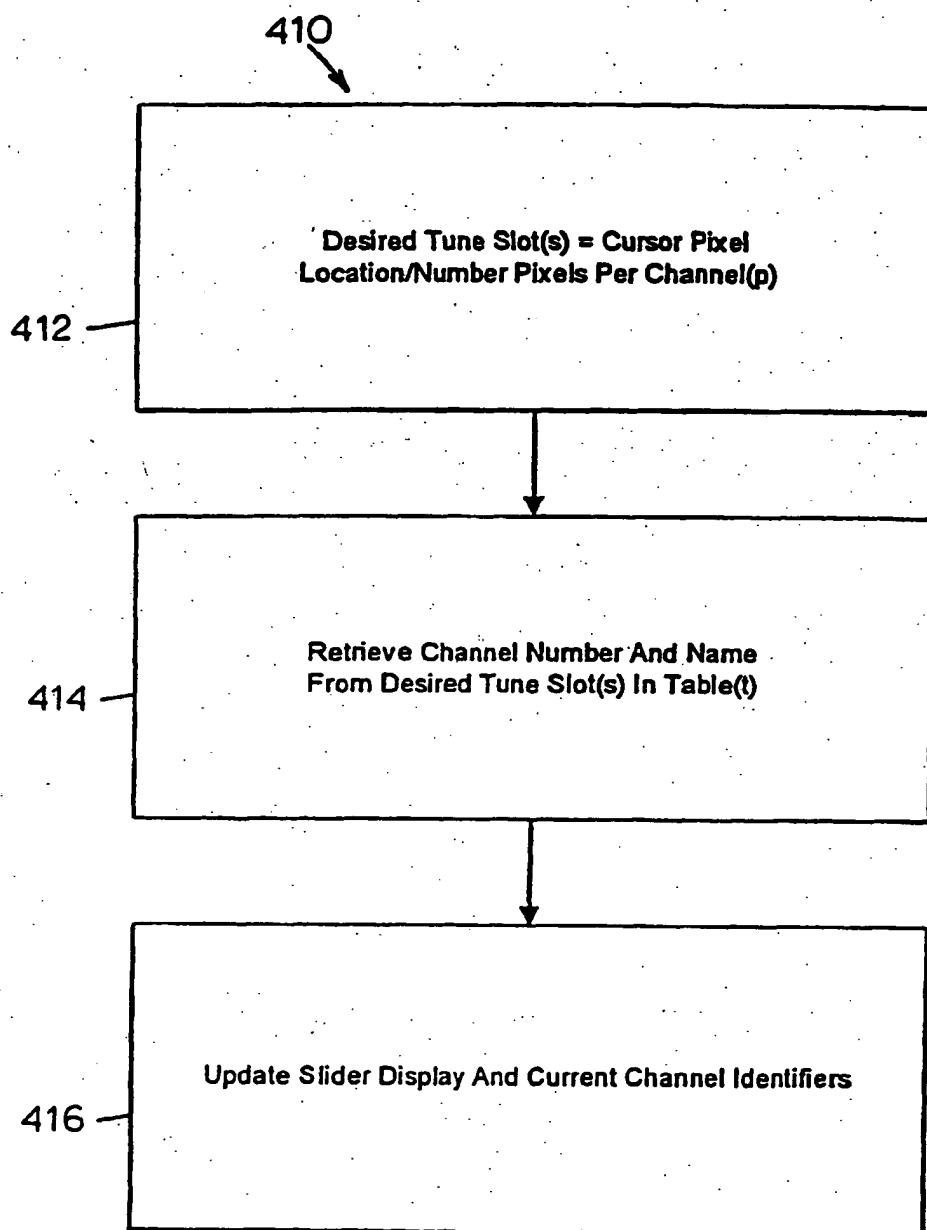 410
Desired Tune Slot(s) = Cursor Pixel
Location/Number Pixels Per Channel(p)
412
Retrieve Channel Number And Name
From Desired Tune Slot(s) In Table(t)
414
Update Slider Display And Current Channel Identifiers
416